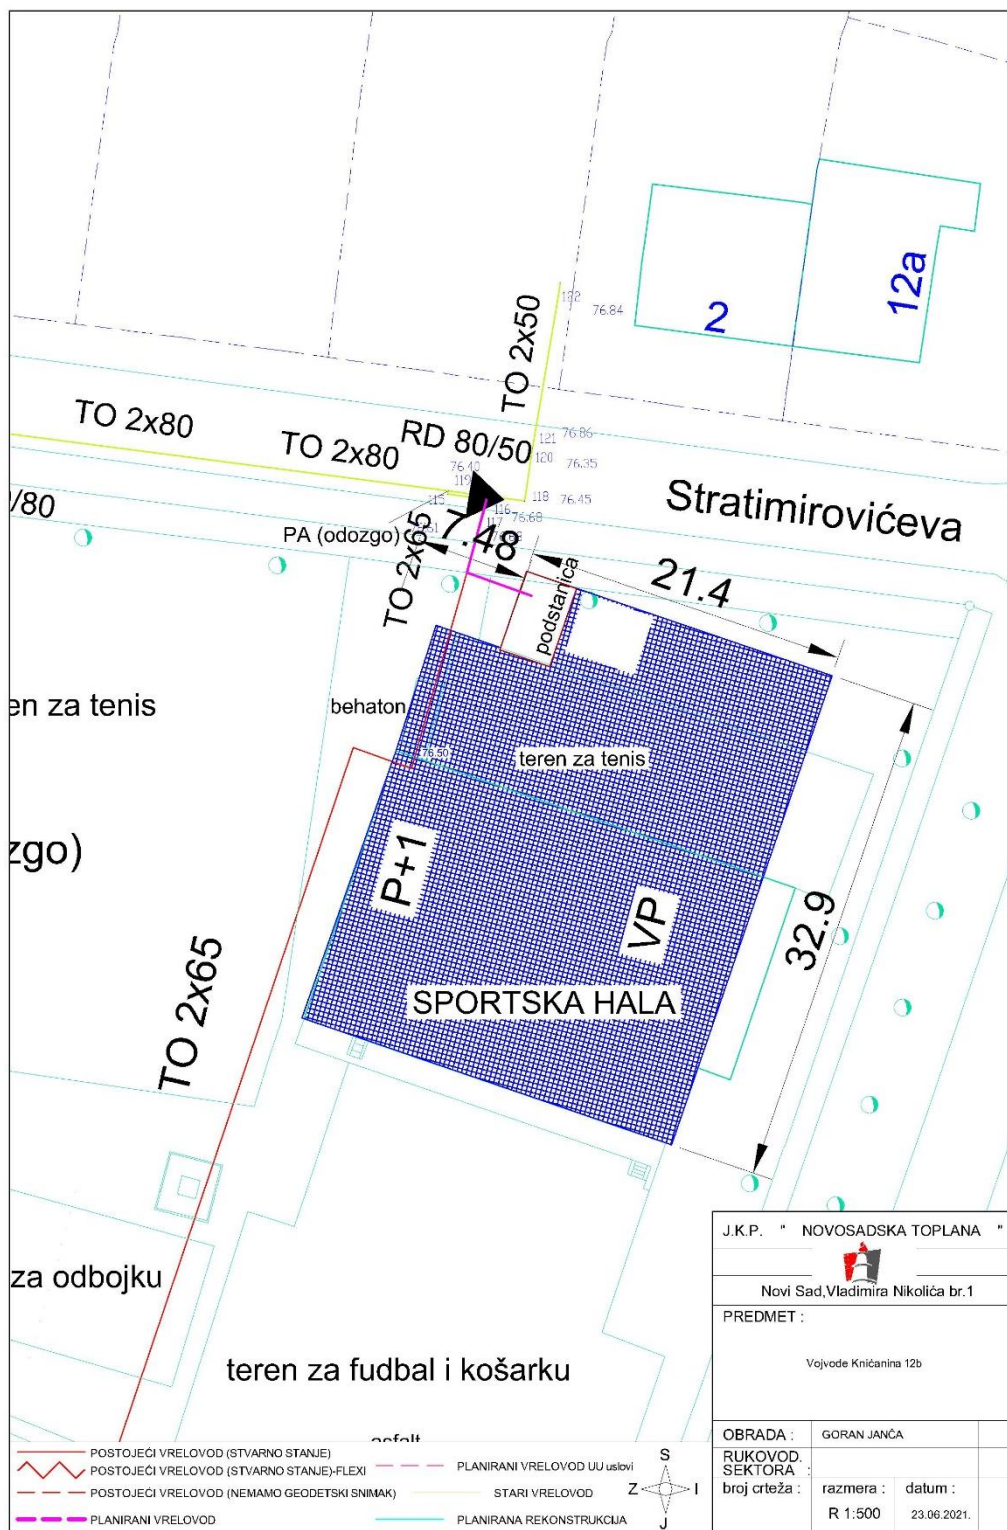 2
12a
TO 2x50
122
76.84
TO 2x80
TO 2x80
RD 80/50
121 76.86
120 76.35
76.40
119
118 76.45
115
116
117 76.68
/80
PA (odozgo)
7.48
TO 2x65
Stratimirovićeva
21.4
podstanica
en za tenis
behaton
76.50
teren za tenis
zgo)
P+1
VP
32.9
SPORTSKA HALA
TO 2x65
za odbojku
teren za fudbal i košarku
asfalt
J.K.P. " NOVOSADSKA TOPLANA "
Novi Sad,Vladimira Nikolića br.1
PREDMET :
Vojvode Knićanina 12b
OBRADA : GORAN JANČA
RUKOVOD.
SEKTORA :
broj crteža : razmera : datum :
R 1:500 23.06.2021.
POSTOJEĆI VRELOVOD (STVARNO STANJE)
POSTOJEĆI VRELOVOD (STVARNO STANJE)-FLEXI
POSTOJEĆI VRELOVOD (NEMAMO GEODETSKI SNIMAK)
PLANIRANI VRELOVOD
PLANIRANI VRELOVOD UU uslovi
STARI VRELOVOD
PLANIRANA REKONSTRUKCIJA
S
Z I
J